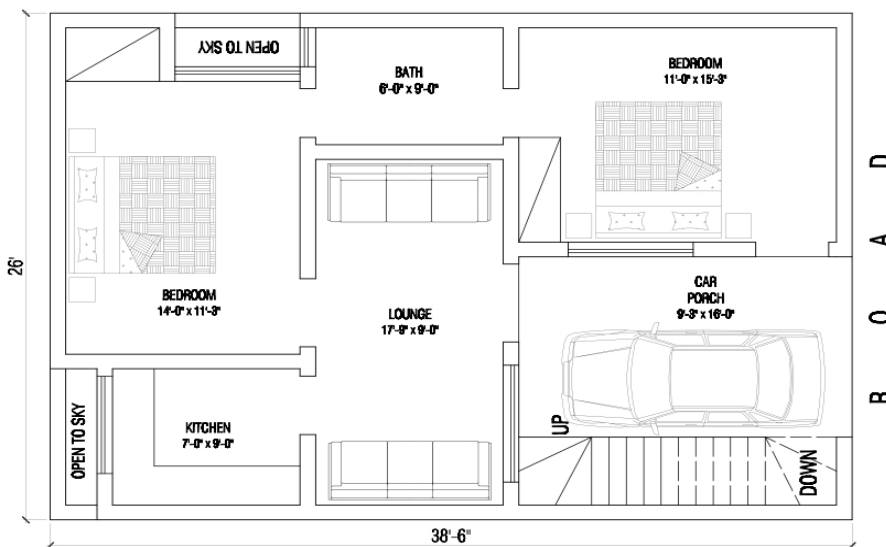 OPEN TO SKY
BATH
6'-0" x 9'-0"
BEDROOM
11'-0" x 15'-3"
26'
BEDROOM
14'-0" x 11'-3"
LOUNGE
17'-9" x 9'-0"
CAR
PORCH
9'-3" x 16'-0"
ROAD
OPEN TO SKY
KITCHEN
7'-0" x 9'-0"
UP
DOWN
38'-6"